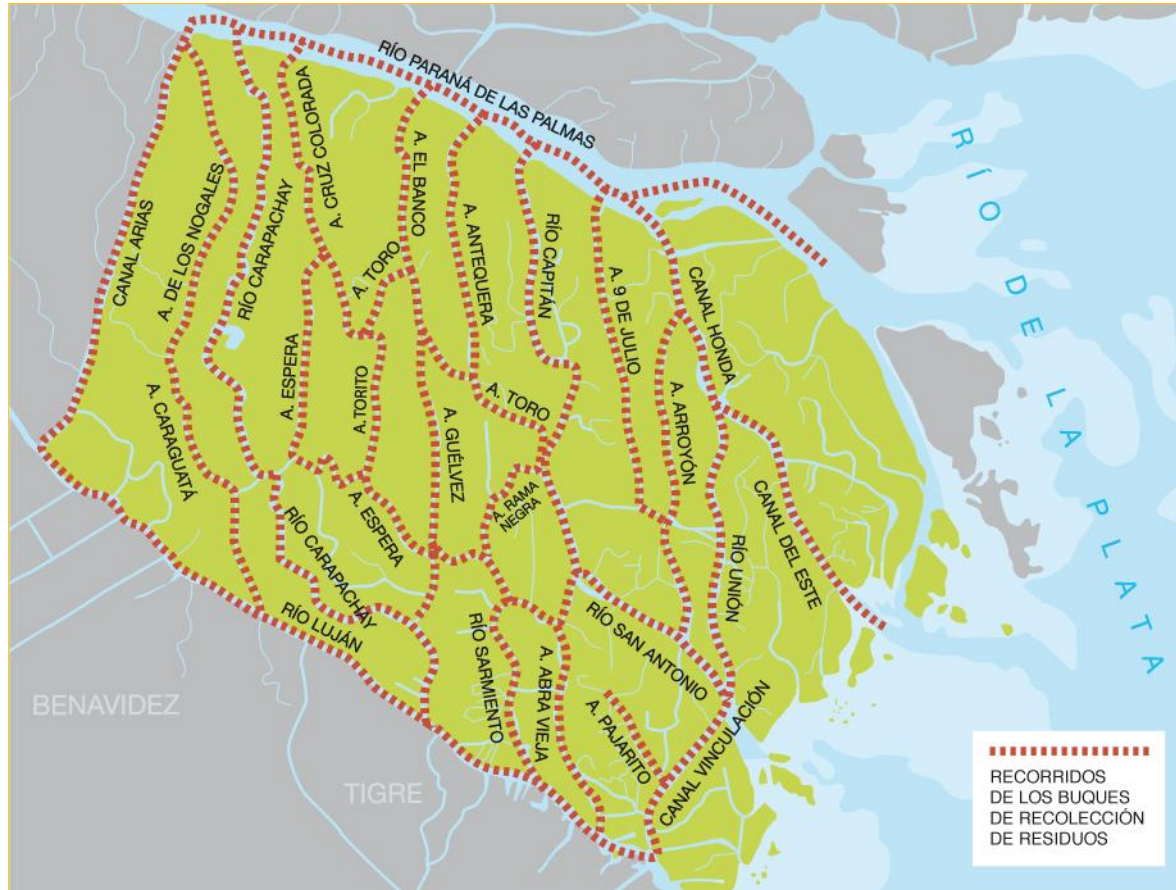 RÍO PARANÁ DE LAS PALMAS
CANAL ARIAS
A. DE LOS NOGALES
RÍO CARAPACHAY
A. CRUZ COLORADA
A. EL BANCO
A. TORO
A. ANTEQUERA
RÍO CAPITÁN
A. 9 DE JULIO
CANAL HONDA
A. ARROYÓN
RÍO DE LA PLATA
A. CARAGUATÁ
A. ESPERA
A. TORITO
A. GUÉLVEZ
A. TORO
A. RAMA
NEGRA
A. ESPERA
RÍO CARAPACHAY
RÍO LUJÁN
RÍO SARMIENTO
A. ABRA VIEJA
RÍO SAN ANTONIO
RÍO UNIÓN
CANAL DEL ESTE
A. PAJARITO
CANAL VINCULACIÓN
BENAVIDEZ
TIGRE
RECORRIDOS
DE LOS BUQUES
DE RECOLECCIÓN
DE RESIDUOS